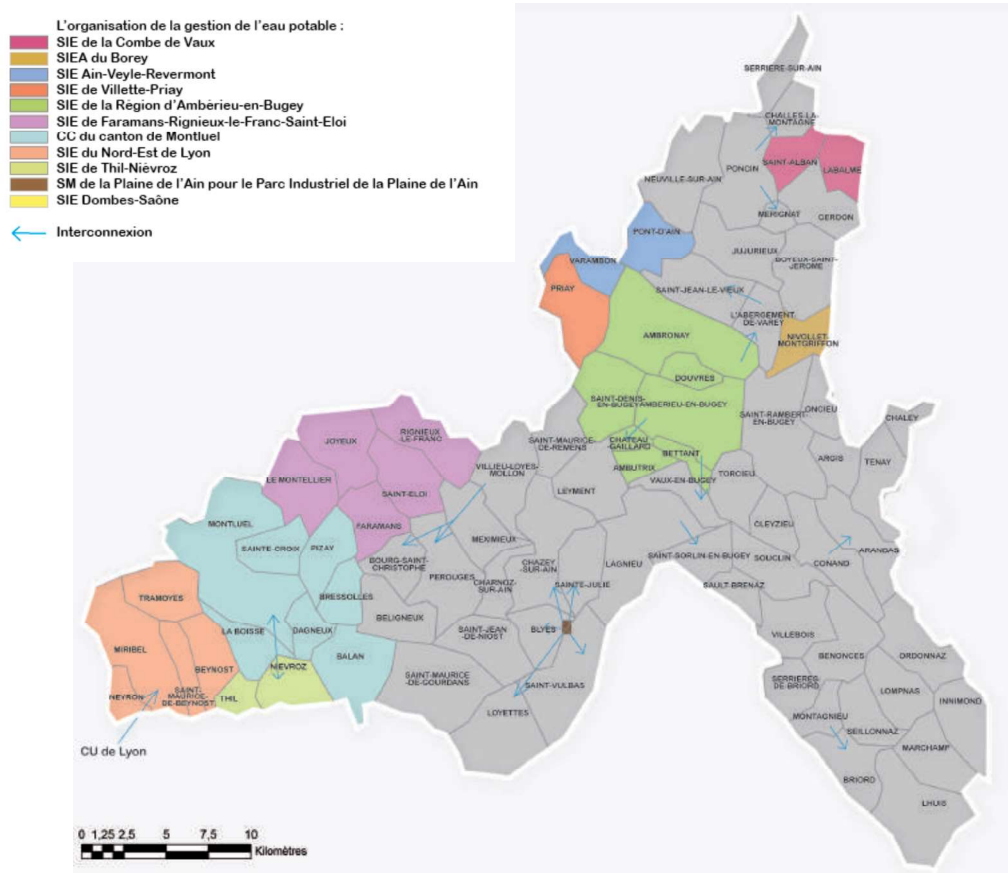 L'organisation de la gestion de l'eau potable :
SIE de la Combe de Vaux
SIEA du Borey
SIE Ain-Veyle-Revermont
SIE de Villette-Priay
SIE de la Région d'Ambérieu-en-Bugey
SIE de Faramans-Rignieux-le-Franc-Saint-Eloi
CC du canton de Montluel
SIE du Nord-Est de Lyon
SIE de Thil-Nièvroz
SM de la Plaine de l'Ain pour le Parc Industriel de la Plaine de l'Ain
SIE Dombes-Saône
Interconnexion
SERRIERE-SUR-AIN
CHALLES-LA-
MONTAGNE
PONCIN
SAINT-ALBAN
LABALME
NEUVILLE-SUR-AIN
MERIGNAT
CERDON
PONT-D'AIN
JUJURIEUX
BOYEUX-SAINT-
JEROME
VARAMBON
PRIAY
SAINT-JEAN-LE-VIEUX
L'ABERGEMENT-
DE-VAREY
NIVOLLET-
MONTGRIFFON
AMBRONAY
DOUVRES
SAINT-DENIS-
EN-BUGEY
AMBERIEU-EN-BUGEY
SAINT-RAMBERT-
EN-BUGEY
ONCIEU
CHALEY
JOYEUX
RIGNIEUX-
LE-FRANC
SAINT-MAURICE-
DE-REMENS
CHATEAU-
GAILLARD
BETTANT
ARGIS
TENAY
VILLIEU-LOYES-
MOLLON
AMBUTRIX
TORCIEU
LE MONTELLIER
VAUX-EN-BUGEY
SAINT-ELOI
LEYMENT
MONTLUEL
FARAMANS
CLEYZIEU
SAINTE-CROIX
PIZAY
MEXIMIEUX
BOURG-SAINT-
CHRISTOPHE
SAINT-SORLIN-EN-BUGEY
SOUCLIN
ARANDAS
CONAND
CHAZEY
-SUR-AIN
LAGNIEU
PEROUGES
CHARNOZ-
SUR-AIN
SAINTE-JULIE
SAULT-BRENAZ
TRAMOYES
BRESSOLLES
BELIGNEUX
LA BOISSE
DAGNEUX
SAINT-JEAN
-DE-NIOST
BLYES
VILLEBOIS
MIRIBEL
BALAN
BENONCES
ORDONNAZ
BEYNOST
NIEVROZ
SAINT-MAURICE
-DE-GOURDANS
SAINT-VULBAS
SERRIERES-
DE-BRIORD
LOMPNAS
INNIMOND
NEYRON
SAINT-
MAURICE-
DE-BEYNOST
THIL
LOYETTES
MONTAGNIEU
SEILLONNAZ
MARCHAMP
CU de Lyon
BRIORD
LHUIS
0 1,25 2,5 5 7,5 10
Kilomètres